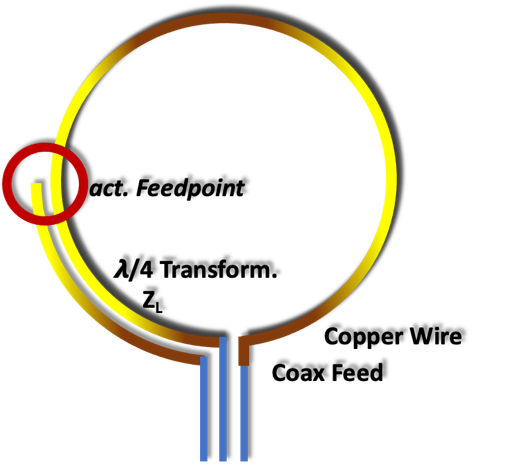 act. Feedpoint
λ/4 Transform.
ZL
Copper Wire
Coax Feed